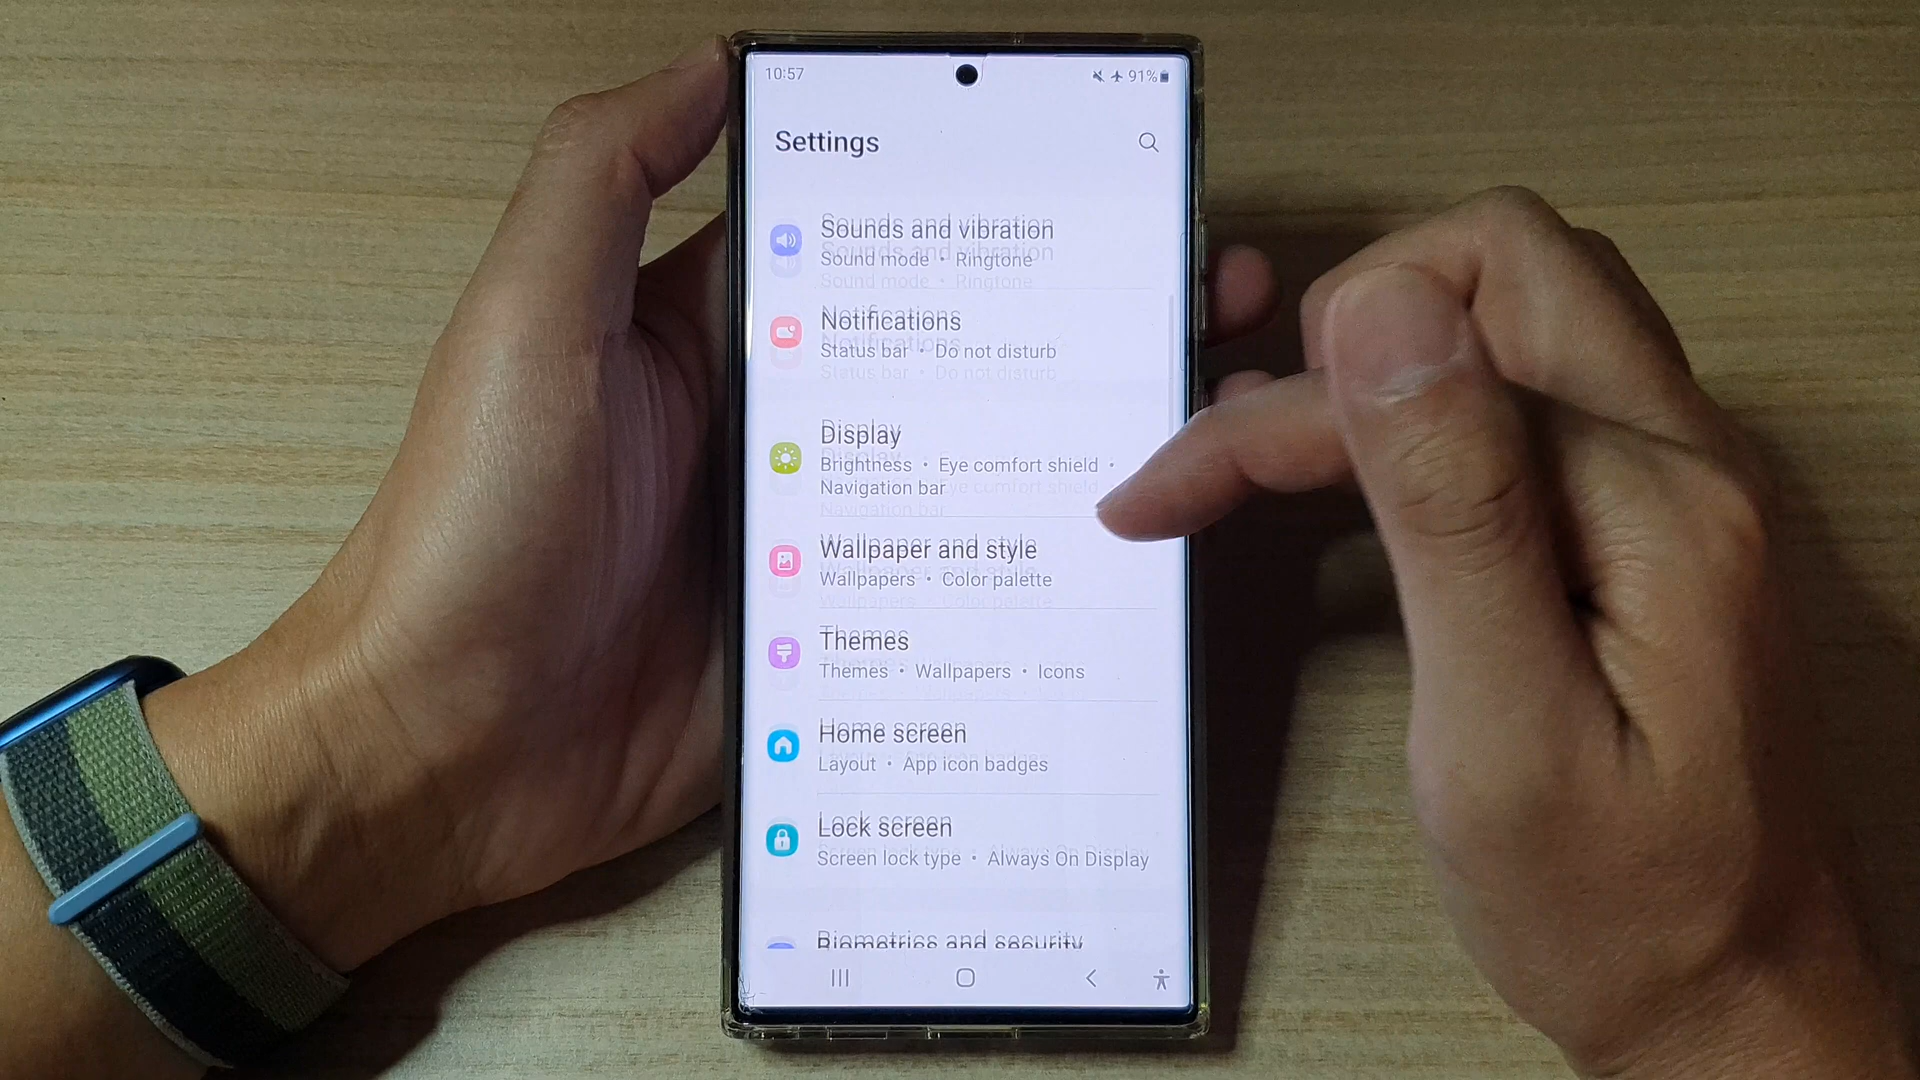 10:57
91%
Settings
Sounds and vibration
Sound mode • Ringtone
Notifications
Status bar • Do not disturb
Display
Brightness • Eye comfort shield •
Navigation bar
Wallpaper and style
Wallpapers • Color palette
Themes
Themes • Wallpapers • Icons
Home screen
Layout • App icon badges
Lock screen
Screen lock type • Always On Display
Biometrics and security